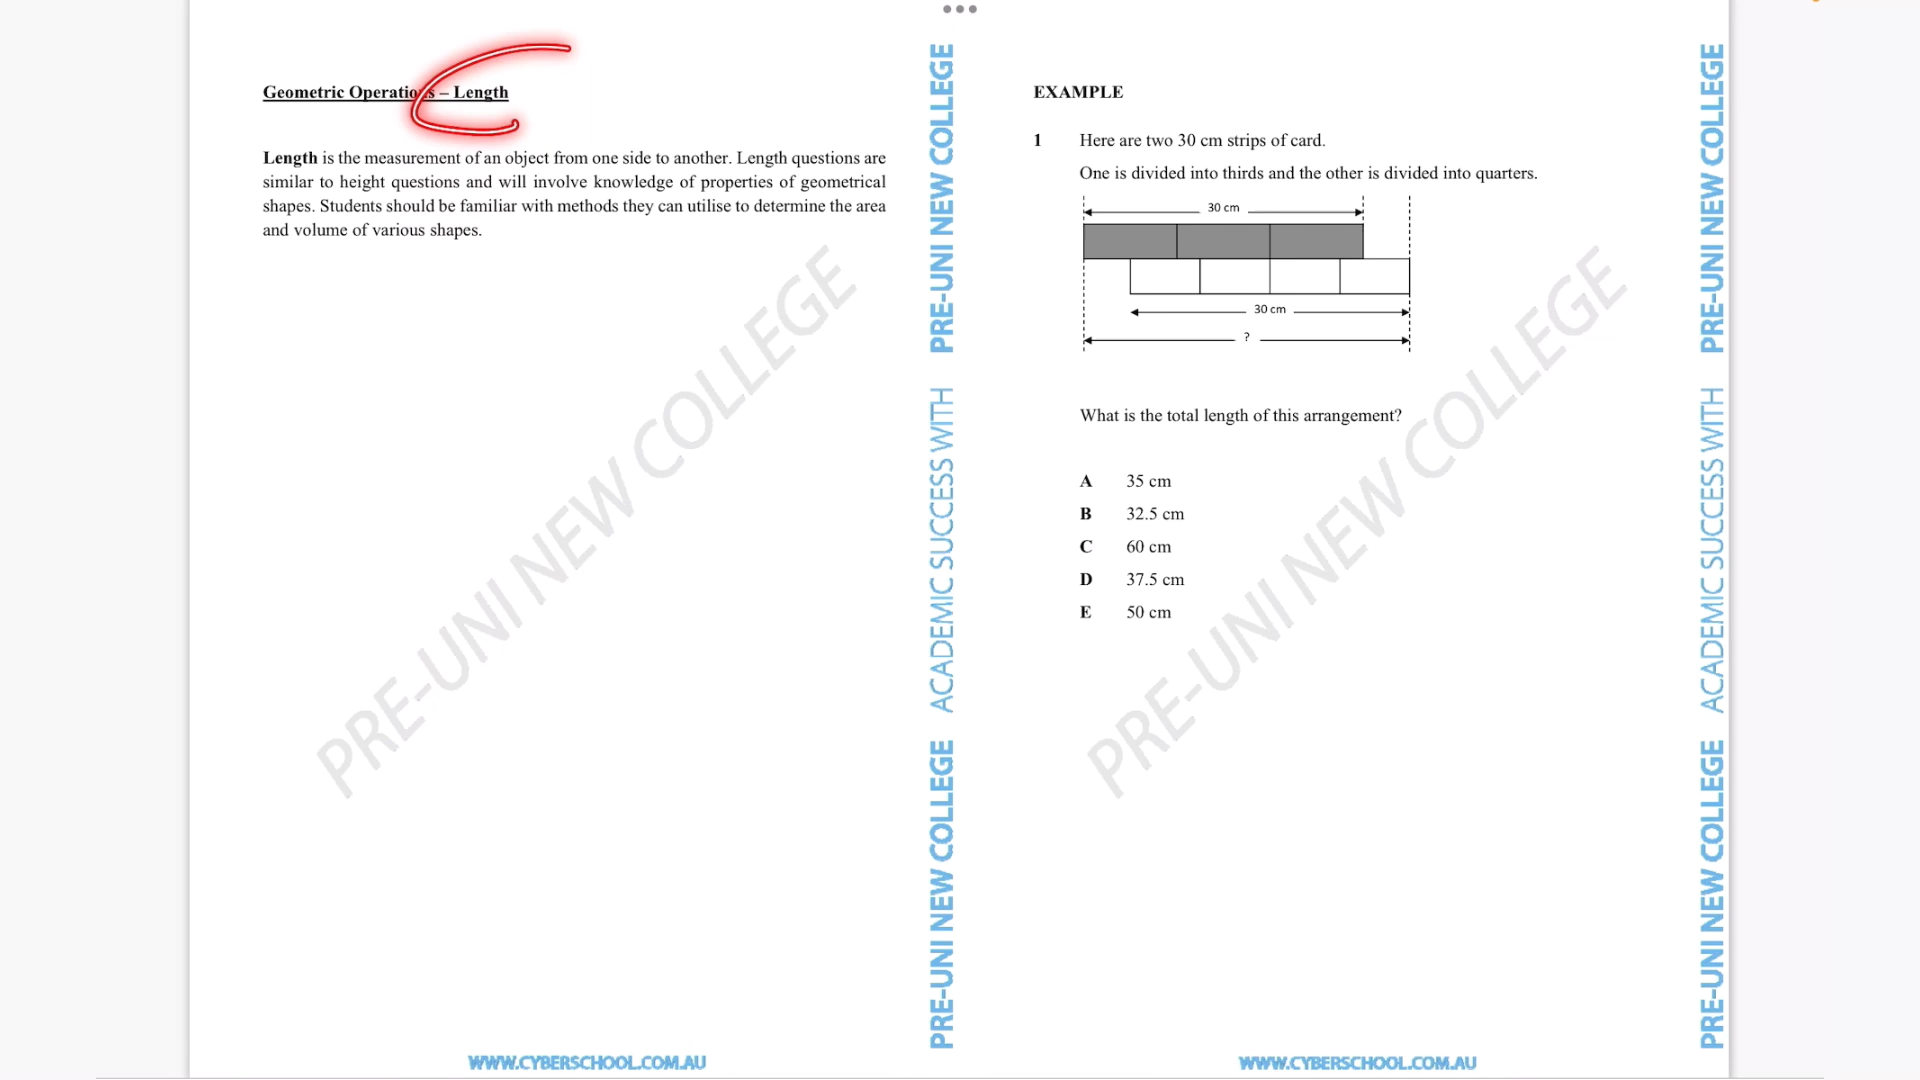 Geometric Operations – Length
Length is the measurement of an object from one side to another. Length questions are
similar to height questions and will involve knowledge of properties of geometrical
shapes. Students should be familiar with methods they can utilise to determine the area
and volume of various shapes.
PRE-UNI NEW COLLEGE
PRE-UNI NEW COLLEGE ACADEMIC SUCCESS WITH PRE-UNI NEW COLLEGE
WWW.CYBERSCHOOL.COM.AU
EXAMPLE
1 Here are two 30 cm strips of card.
One is divided into thirds and the other is divided into quarters.
30 cm
30 cm
?
What is the total length of this arrangement?
A 35 cm
B 32.5 cm
C 60 cm
D 37.5 cm
E 50 cm
PRE-UNI NEW COLLEGE
PRE-UNI NEW COLLEGE ACADEMIC SUCCESS WITH PRE-UNI NEW COLLEGE
WWW.CYBERSCHOOL.COM.AU